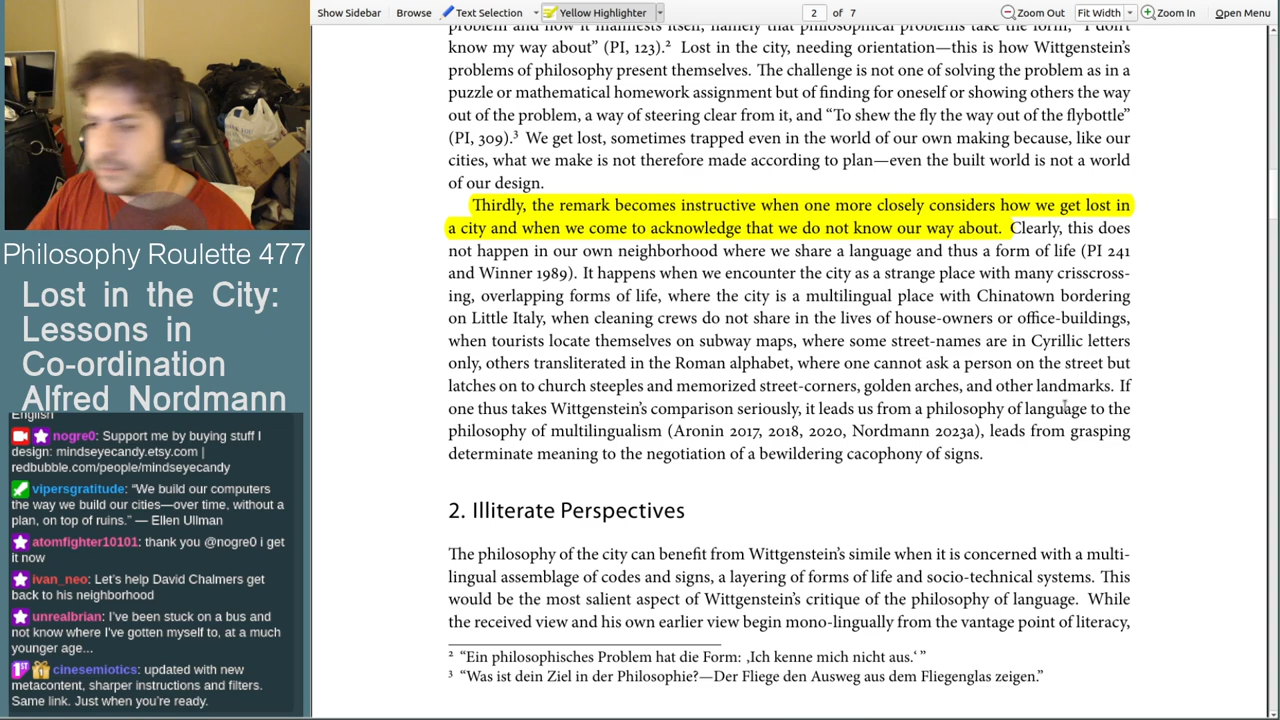 Show Sidebar Browse Text Selection Yellow Highlighter 2 of 7 Zoom Out Fit Width Zoom In Open Menu
know my way about” (PI, 123).² Lost in the city, needing orientation—this is how Wittgenstein’s
problems of philosophy present themselves. The challenge is not one of solving the problem as in a
puzzle or mathematical homework assignment but of finding for oneself or showing others the way
out of the problem, a way of steering clear from it, and “To shew the fly the way out of the flybottle”
(PI, 309).³ We get lost, sometimes trapped even in the world of our own making because, like our
cities, what we make is not therefore made according to plan—even the built world is not a world
of our design.
Thirdly, the remark becomes instructive when one more closely considers how we get lost in
a city and when we come to acknowledge that we do not know our way about. Clearly, this does
not happen in our own neighborhood where we share a language and thus a form of life (PI 241
and Winner 1989). It happens when we encounter the city as a strange place with many crisscross-
ing, overlapping forms of life, where the city is a multilingual place with Chinatown bordering
on Little Italy, when cleaning crews do not share in the lives of house-owners or office-buildings,
when tourists locate themselves on subway maps, where some street-names are in Cyrillic letters
only, others transliterated in the Roman alphabet, where one cannot ask a person on the street but
latches on to church steeples and memorized street-corners, golden arches, and other landmarks. If
one thus takes Wittgenstein’s comparison seriously, it leads us from a philosophy of language to the
philosophy of multilingualism (Aronin 2017, 2018, 2020, Nordmann 2023a), leads from grasping
determinate meaning to the negotiation of a bewildering cacophony of signs.
2. Illiterate Perspectives
The philosophy of the city can benefit from Wittgenstein’s simile when it is concerned with a multi-
lingual assemblage of codes and signs, a layering of forms of life and socio-technical systems. This
would be the most salient aspect of Wittgenstein’s critique of the philosophy of language. While
the received view and his own earlier view begin mono-lingually from the vantage point of literacy,
² “Ein philosophisches Problem hat die Form: ‚Ich kenne mich nicht aus.‘ ”
³ “Was ist dein Ziel in der Philosophie?—Der Fliege den Ausweg aus dem Fliegenglas zeigen.”
Philosophy Roulette 477
Lost in the City:
Lessons in
Co-ordination
Alfred Nordmann
English
nogre0: Support me by buying stuff I
design: mindseyecandy.etsy.com |
redbubble.com/people/mindseyecandy
vipersgratitude: “We build our computers
the way we build our cities—over time, without a
plan, on top of ruins.” — Ellen Ullman
atomfighter10101: thank you @nogre0 i get
it now
ivan_neo: Let’s help David Chalmers get
back to his neighborhood
unrealbrian: I’ve been stuck on a bus and
not know where I’ve gotten myself to, at a much
younger age...
cinesemiotics: updated with new
metacontent, sharper instructions and filters.
Same link. Just when you’re ready.